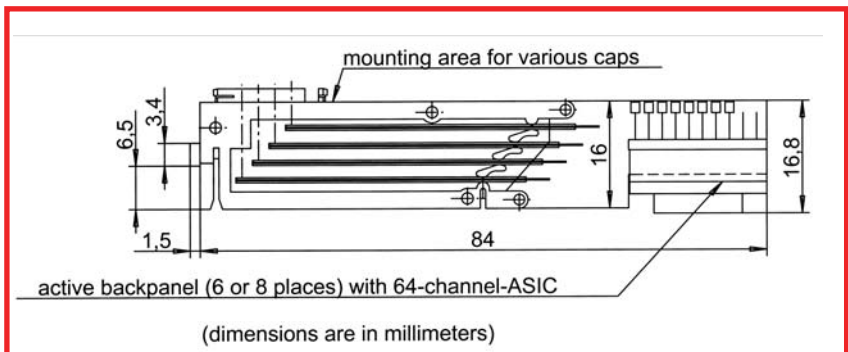 mounting area for various caps
3,4
6,5
16
16,8
1,5
84
active backpanel (6 or 8 places) with 64-channel-ASIC
(dimensions are in millimeters)